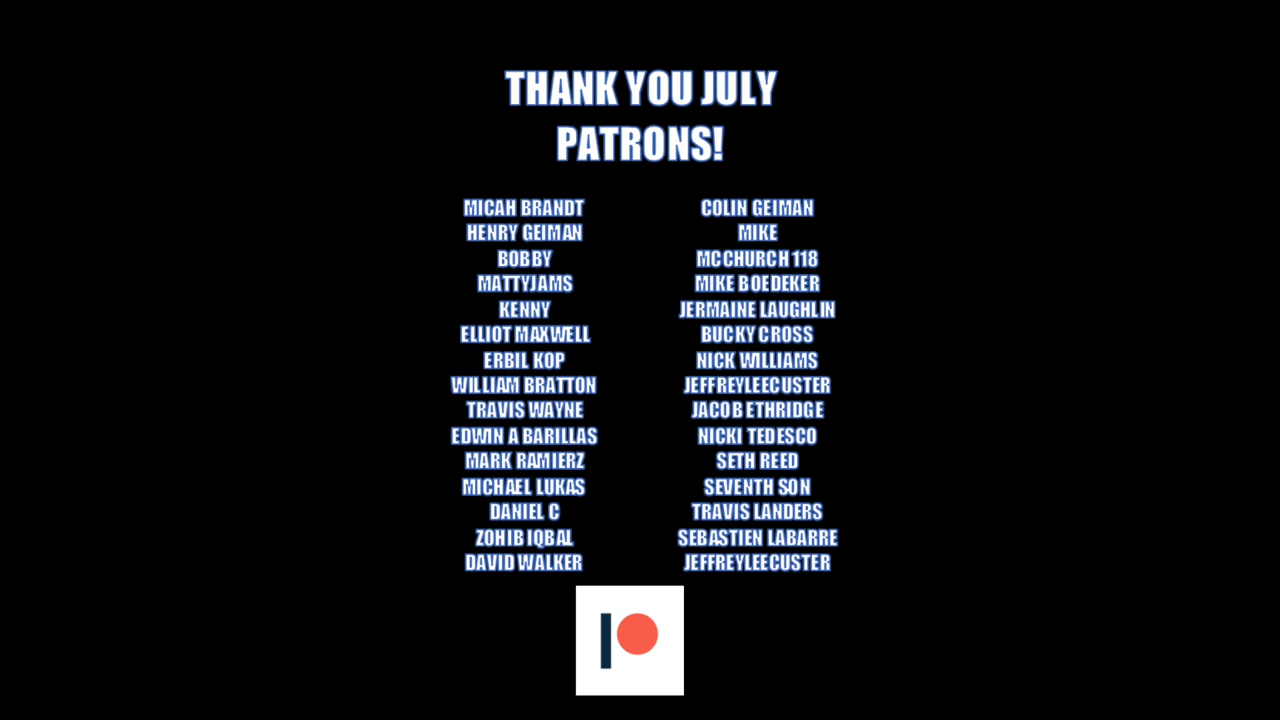 THANK YOU JULY
PATRONS!
MICAH BRANDT
HENRY GEIMAN
BOBBY
MATTYJAMS
KENNY
ELLIOT MAXWELL
ERBIL KOP
WILLIAM BRATTON
TRAVIS WAYNE
EDWIN A BARILLAS
MARK RAMIERZ
MICHAEL LUKAS
DANIEL C
ZOHIB IQBAL
DAVID WALKER
COLIN GEIMAN
MIKE
MCCHURCH118
MIKE BOEDEKER
JERMAINE LAUGHLIN
BUCKY CROSS
NICK WILLIAMS
JEFFREYLEECUSTER
JACOB ETHRIDGE
NICKI TEDESCO
SETH REED
SEVENTH SON
TRAVIS LANDERS
SEBASTIEN LABARRE
JEFFREYLEECUSTER